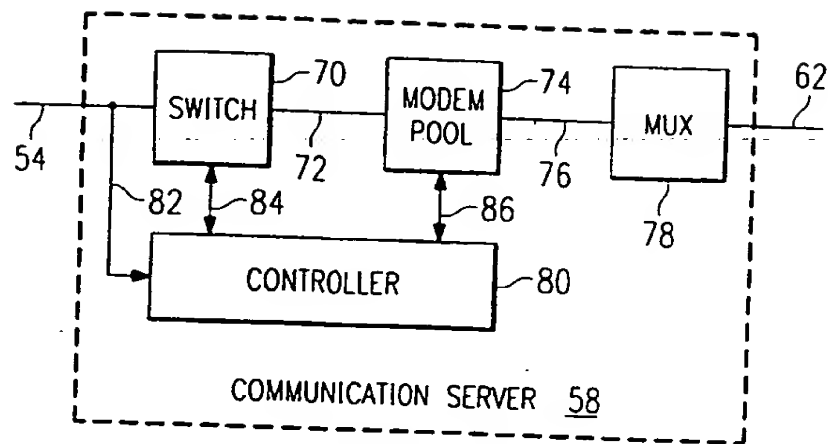 70
74
62
SWITCH
MODEM
POOL
MUX
54
72
76
82
84
86
78
CONTROLLER
80
COMMUNICATION SERVER 58